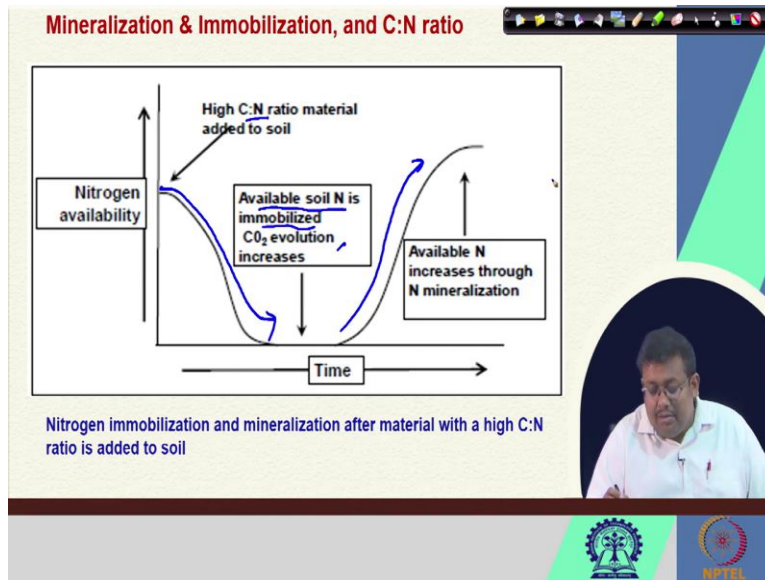 Mineralization & Immobilization, and C:N ratio
High C:N ratio material
added to soil
Nitrogen
availability
Available soil N is
immobilized
C0₂ evolution
increases
Available N
increases through
N mineralization
Time
Nitrogen immobilization and mineralization after material with a high C:N
ratio is added to soil
NPTEL